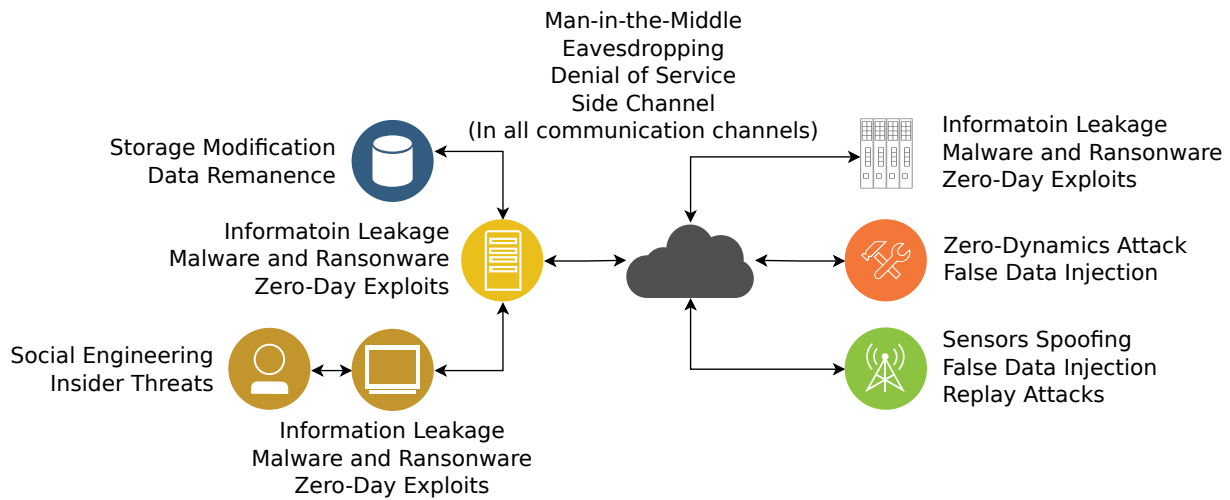 Man-in-the-Middle
Eavesdropping
Denial of Service
Side Channel
(In all communication channels)
Storage Modification
Data Remanence
Informatoin Leakage
Malware and Ransonware
Zero-Day Exploits
Social Engineering
Insider Threats
Information Leakage
Malware and Ransonware
Zero-Day Exploits
Informatoin Leakage
Malware and Ransonware
Zero-Day Exploits
Zero-Dynamics Attack
False Data Injection
Sensors Spoofing
False Data Injection
Replay Attacks